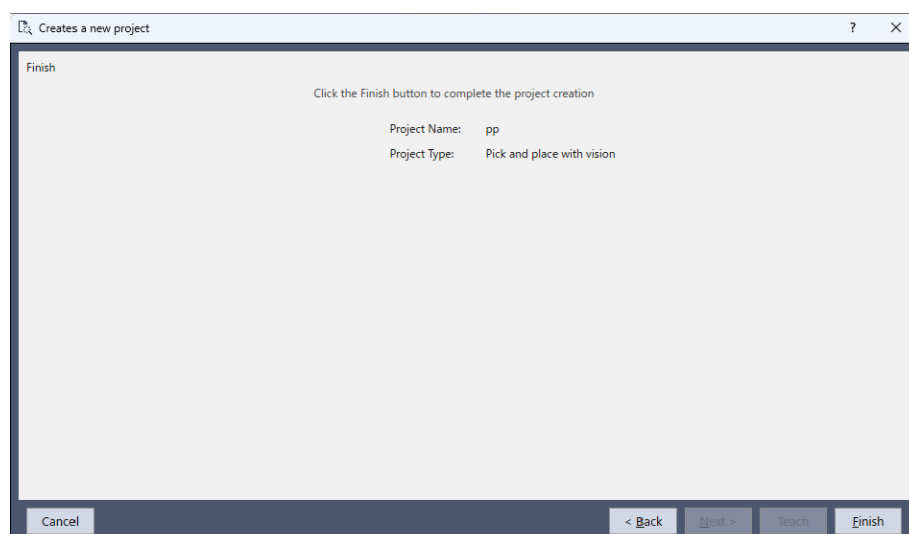 Creates a new project ?
Finish
Click the Finish button to complete the project creation
Project Name: pp
Project Type: Pick and place with vision
Cancel < Back Next > Teach Finish